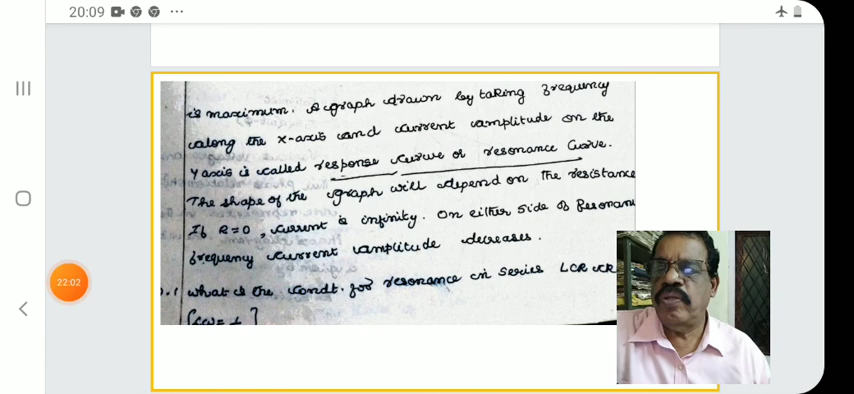 20:09
is maximum. A graph drawn by taking frequency
along the x-axis and current amplitude on the
Y axis is called response curve or resonance Curve.
The shape of the graph will depend on the resistance
If R=0, current is infinity. On either side of Resonan
frequency current amplitude decreases.
what is the condt. for resonance in series LCR
22:02